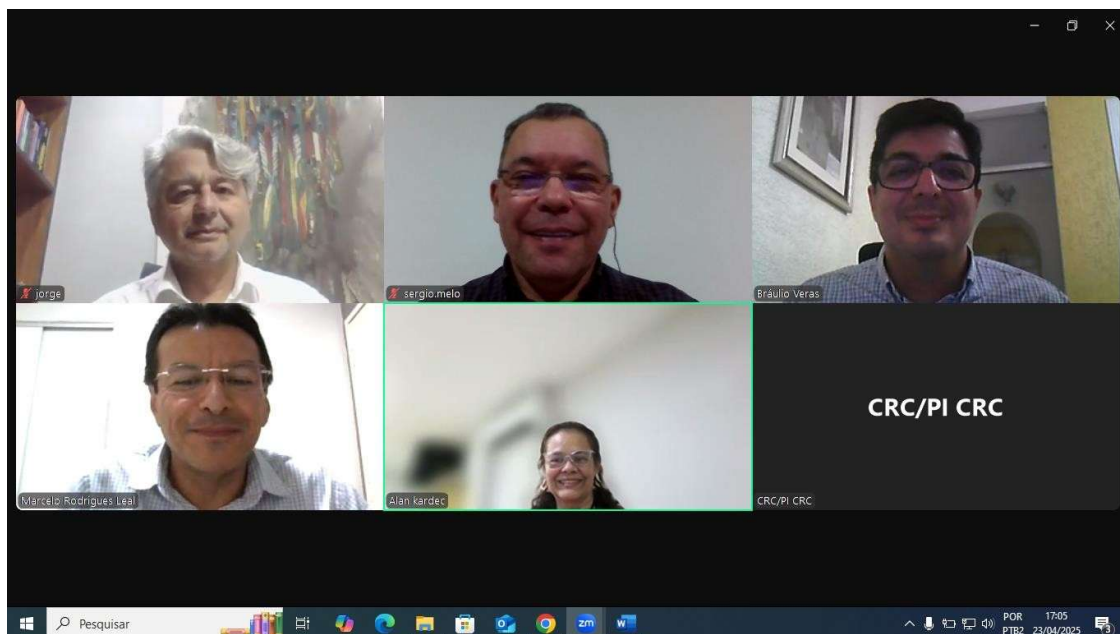 jorge
sergio.melo
Bráulio Veras
Marcelo Rodrigues Leal
Alan kardec
CRC/PI CRC
CRC/PI CRC
Pesquisar
POR
PTB2
17:05
23/04/2025